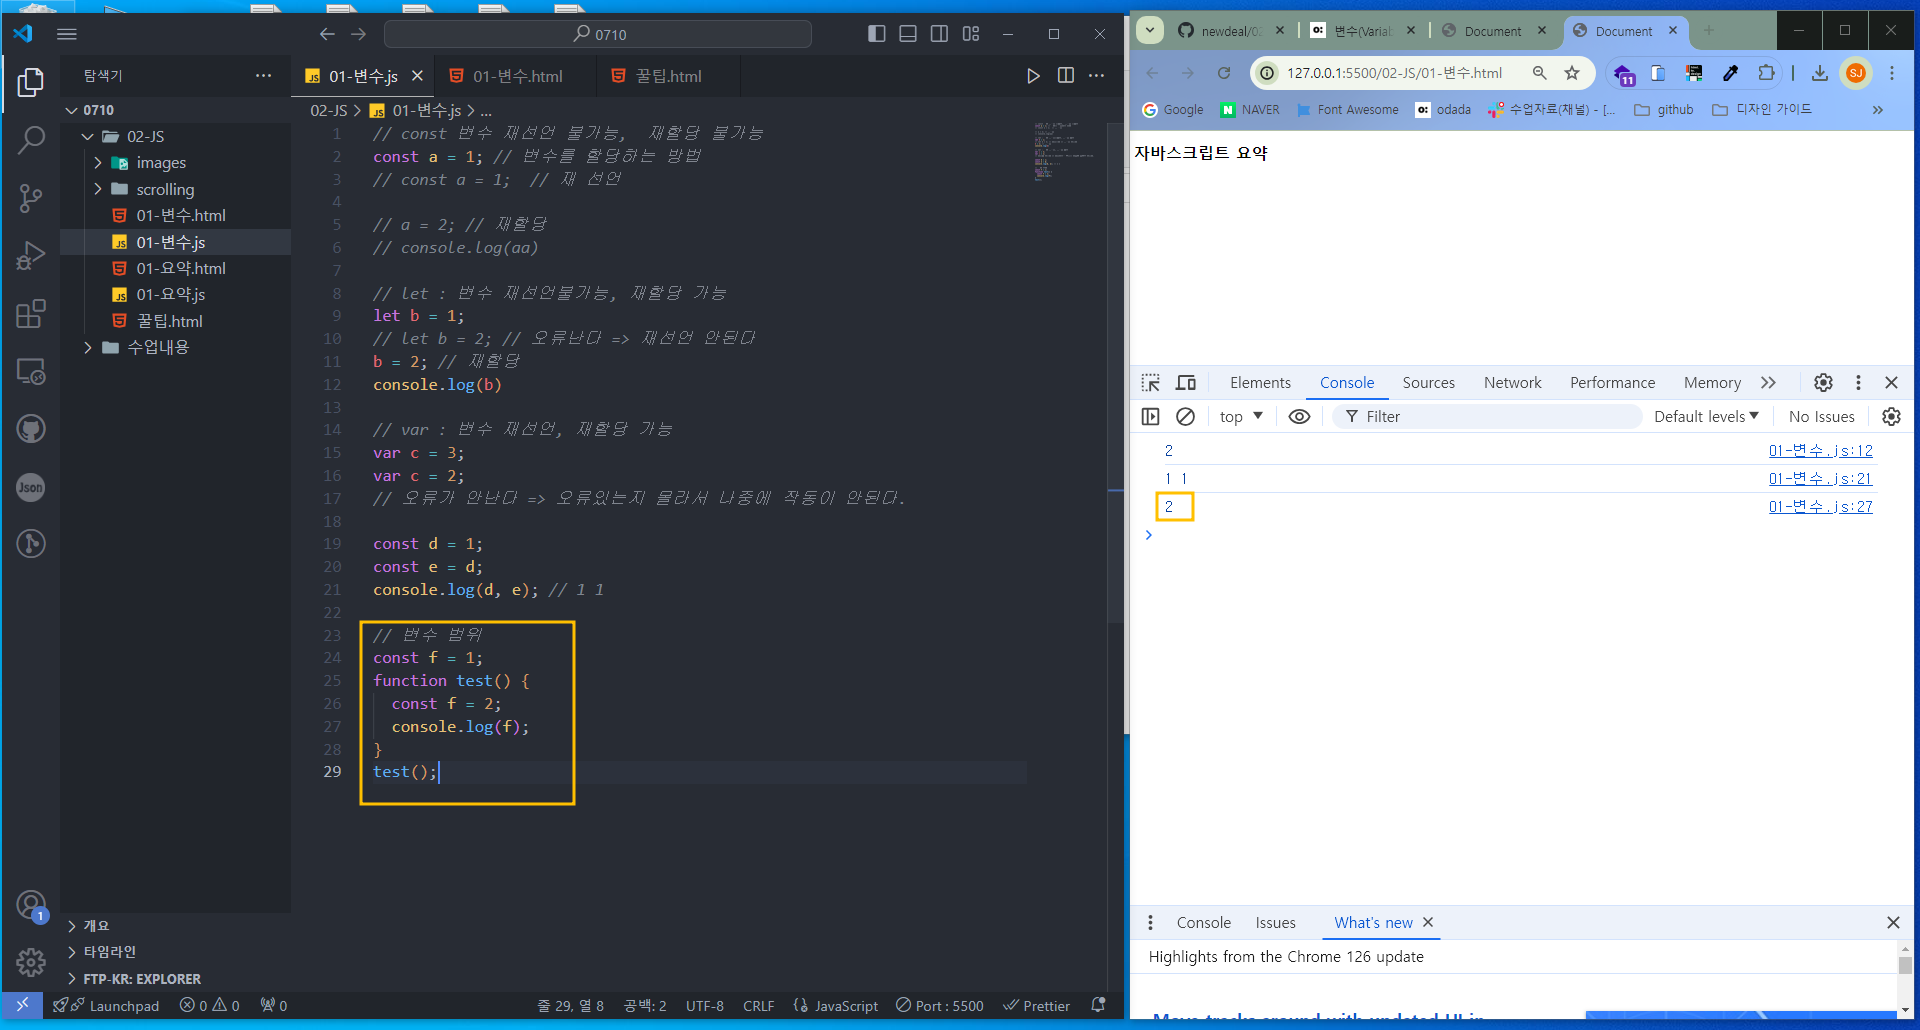 0710
탐색기
0710
02-JS
images
scrolling
01-변수.html
01-변수.js
01-요약.html
01-요약.js
꿀팁.html
수업내용
개요
타임라인
FTP-KR: EXPLORER
01-변수.js
01-변수.html
꿀팁.html
02-JS > 01-변수.js > ...
1 // const 변수 재선언 불가능, 재할당 불가능
2 const a = 1; // 변수를 할당하는 방법
3 // const a = 1;  // 재 선언
4
5 // a = 2; // 재할당
6 // console.log(aa)
7
8 // let : 변수 재선언불가능, 재할당 가능
9 let b = 1;
10 // let b = 2; // 오류난다 => 재선언 안된다
11 b = 2; // 재할당
12 console.log(b)
13
14 // var : 변수 재선언, 재할당 가능
15 var c = 3;
16 var c = 2;
17 // 오류가 안난다 => 오류있는지 몰라서 나중에 작동이 안된다.
18
19 const d = 1;
20 const e = d;
21 console.log(d, e); // 1 1
22
23 // 변수 범위
24 const f = 1;
25 function test() {
26   const f = 2;
27   console.log(f);
28 }
29 test();
1
Launchpad
0 0
0
줄 29, 열 8
공백: 2
UTF-8
CRLF
JavaScript
Port : 5500
Prettier
newdeal/02
변수(Varia
Document
Document
127.0.0.1:5500/02-JS/01-변수.html
11
SJ
Google
NAVER
Font Awesome
odada
수업자료(채널) - [...
github
디자인 가이드
자바스크립트 요약
Elements
Console
Sources
Network
Performance
Memory
top
Filter
Default levels
No Issues
2 01-변수.js:12
1 1 01-변수.js:21
2 01-변수.js:27
Console
Issues
What's new
Highlights from the Chrome 126 update